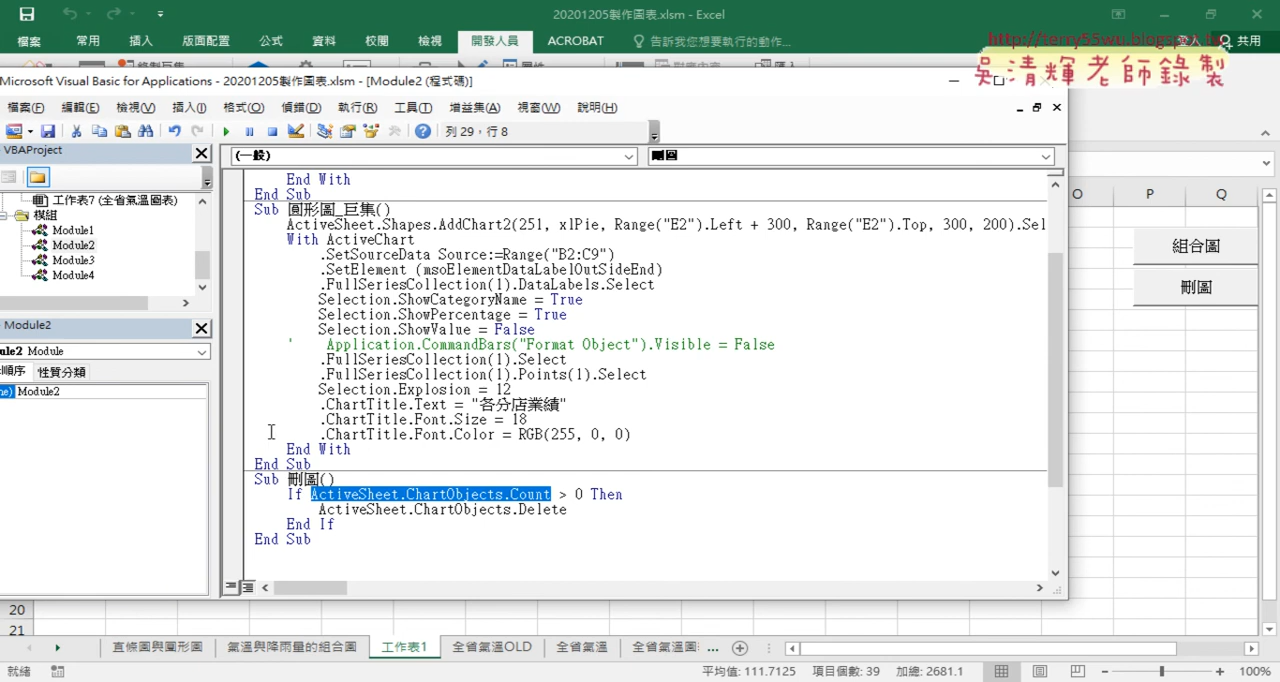 20201205製作圖表.xlsm - Excel
檔案 常用 插入 版面配置 公式 資料 校閱 檢視 開發人員 ACROBAT 告訴我您想要執行的動作... 登入 共用
http://terry55wu.blogspot.tw
吳清輝老師錄製
Microsoft Visual Basic for Applications - 20201205製作圖表.xlsm - [Module2 (程式碼)]
檔案(F) 編輯(E) 檢視(V) 插入(I) 格式(O) 偵錯(D) 執行(R) 工具(T) 增益集(A) 視窗(W) 說明(H)
列 29，行 8
VBAProject
工作表7 (全省氣溫圖表)
模組
Module1
Module2
Module3
Module4
Module2
ule2 Module
順序 性質分類
ne) Module2
(一般) 刪圖
End With
End Sub
Sub 圓形圖_巨集()
ActiveSheet.Shapes.AddChart2(251, xlPie, Range("E2").Left + 300, Range("E2").Top, 300, 200).Sel
With ActiveChart
.SetSourceData Source:=Range("B2:C9")
.SetElement (msoElementDataLabelOutSideEnd)
.FullSeriesCollection(1).DataLabels.Select
Selection.ShowCategoryName = True
Selection.ShowPercentage = True
Selection.ShowValue = False
' Application.CommandBars("Format Object").Visible = False
.FullSeriesCollection(1).Select
.FullSeriesCollection(1).Points(1).Select
Selection.Explosion = 12
.ChartTitle.Text = "各分店業績"
.ChartTitle.Font.Size = 18
.ChartTitle.Font.Color = RGB(255, 0, 0)
End With
End Sub
Sub 刪圖()
If ActiveSheet.ChartObjects.Count > 0 Then
ActiveSheet.ChartObjects.Delete
End If
End Sub
O P Q
組合圖
刪圖
20
21
直條圖與圓形圖 氣溫與降雨量的組合圖 工作表1 全省氣溫OLD 全省氣溫 全省氣溫圖 ...
就緒 平均值: 111.7125 項目個數: 39 加總: 2681.1 100%